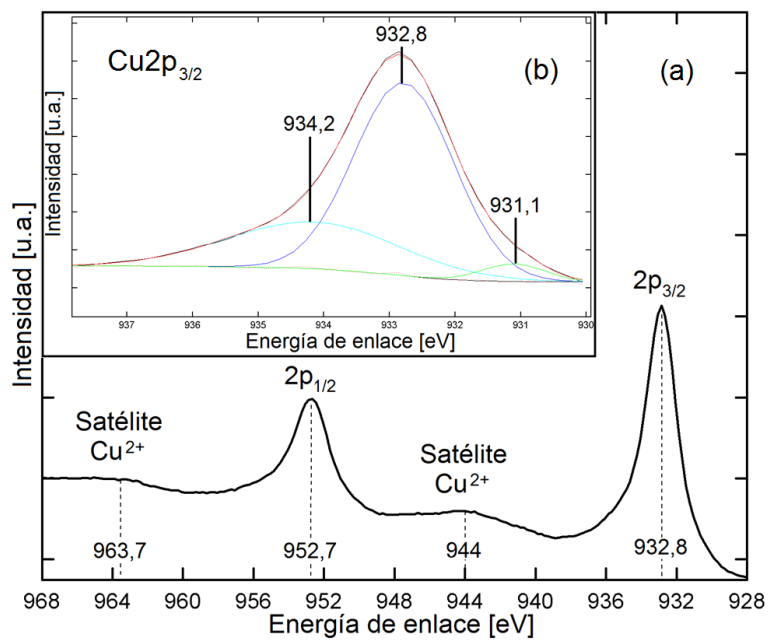 Cu2p3/2
(b)
(a)
932,8
934,2
931,1
Intensidad [u.a.]
937 936 935 934 933 932 931 930
Energía de enlace [eV]
Intensidad [u.a.]
2p3/2
2p1/2
Satélite
Cu2+
Satélite
Cu2+
963,7 952,7 944 932,8
968 964 960 956 952 948 944 940 936 932 928
Energía de enlace [eV]